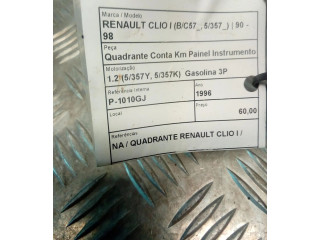 Marca / Modelo
RENAULT CLIO I (B/C57_, 5/357_) | 90 -
98
Peça
Quadrante Conta Km Painel Instrumento
Motorização
1.2 (5/357Y, 5/357K) Gasolina 3P
Referência Interna
P-1010GJ
Ano
1996
Local
Preço
60,00
Referências
NA / QUADRANTE RENAULT CLIO I /